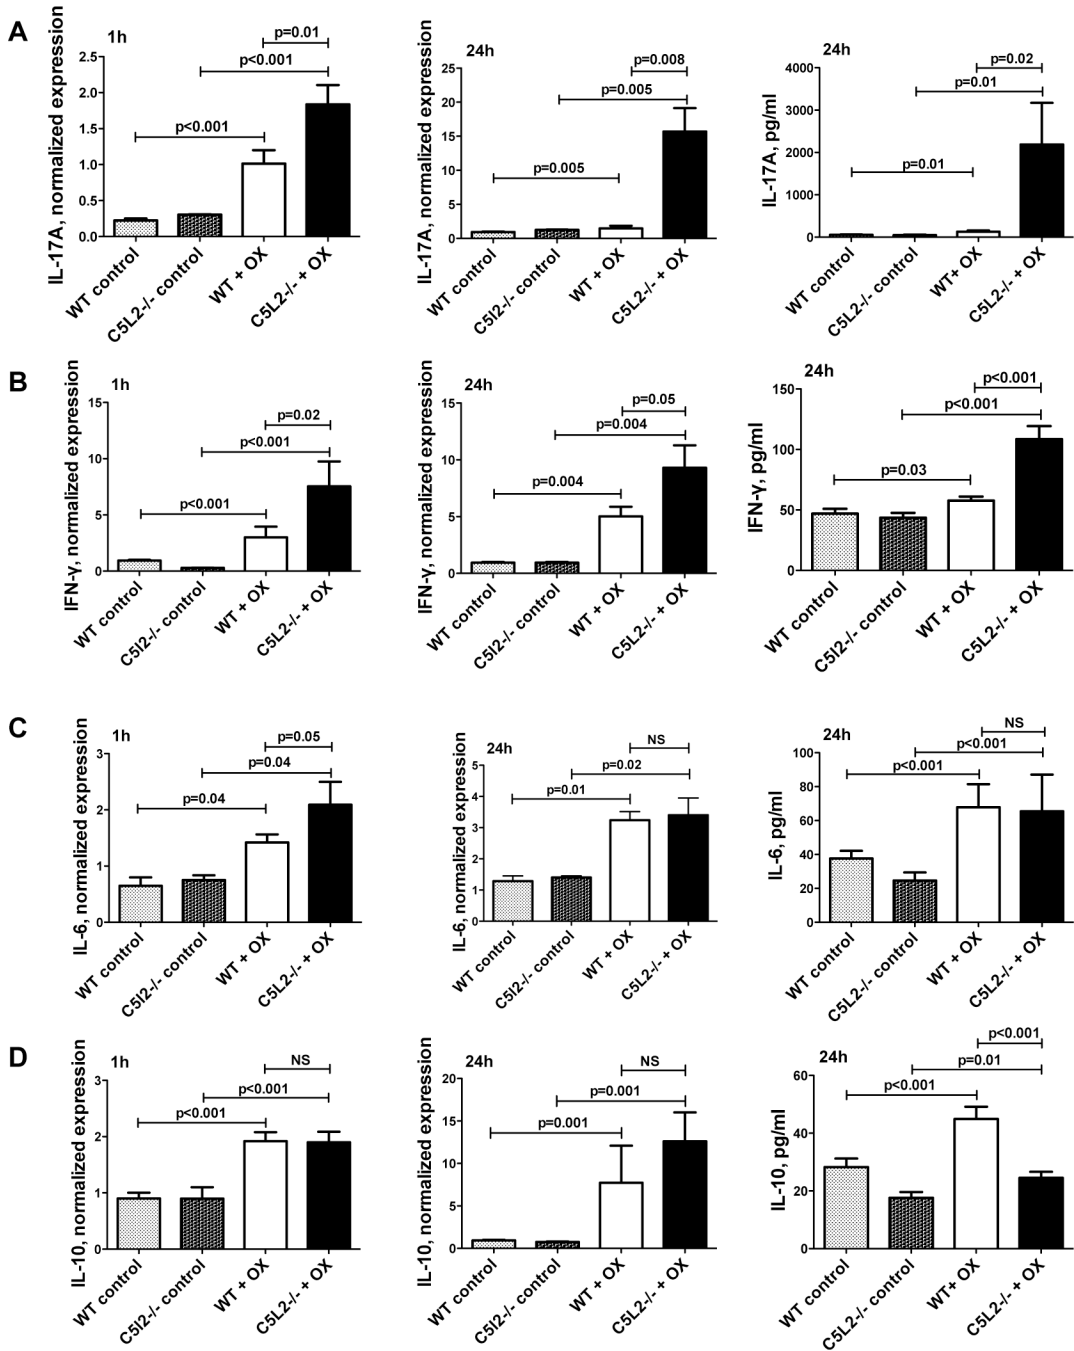 A
1h
p=0.01
p<0.001
p<0.001
IL-17A, normalized expression
2.5
2.0
1.5
1.0
0.5
0.0
WT control
C5L2-/- control
WT + OX
C5L2-/- + OX
24h
p=0.008
p=0.005
p=0.005
IL-17A, normalized expression
25
20
15
10
5
0
WT control
C5l2-/- control
WT + OX
C5L2-/- + OX
24h
p=0.02
p=0.01
p=0.01
IL-17A, pg/ml
4000
3000
2000
1000
0
WT control
C5L2-/- control
WT+ OX
C5L2-/- + OX
B
1h
p=0.02
p<0.001
p<0.001
IFN-γ, normalized expression
15
10
5
0
WT control
C5l2-/- control
WT + OX
C5L2-/- + OX
24h
p=0.05
p=0.004
p=0.004
IFN-γ, normalized expression
15
10
5
0
WT control
C5l2-/- control
WT + OX
C5L2-/- + OX
24h
p<0.001
p<0.001
p=0.03
IFN-γ, pg/ml
150
100
50
0
WT control
C5l2-/- control
WT + OX
C5L2-/- + OX
C
1h
p=0.05
p=0.04
p=0.04
IL-6, normalized expression
3
2
1
0
WT control
C5l2-/- control
WT + OX
C5L2-/- + OX
24h
NS
p=0.02
p=0.01
IL-6, normalized expression
5
4
3
2
1
0
WT control
C5l2-/- control
WT + OX
C5L2-/- + OX
24h
NS
p<0.001
p<0.001
IL-6, pg/ml
100
80
60
40
20
0
WT control
C5L2-/- control
WT + OX
C5L2-/- + OX
D
1h
NS
p<0.001
p<0.001
IL-10, normalized expression
3
2
1
0
WT control
C5l2-/- control
WT + OX
C5L2-/- + OX
24h
NS
p=0.001
p=0.001
IL-10, normalized expression
20
15
10
5
0
WT control
C5l2-/- control
WT + OX
C5L2-/- + OX
24h
p<0.001
p=0.01
p<0.001
IL-10, pg/ml
60
40
20
0
WT control
C5L2-/- control
WT+ OX
C5L2-/- + OX